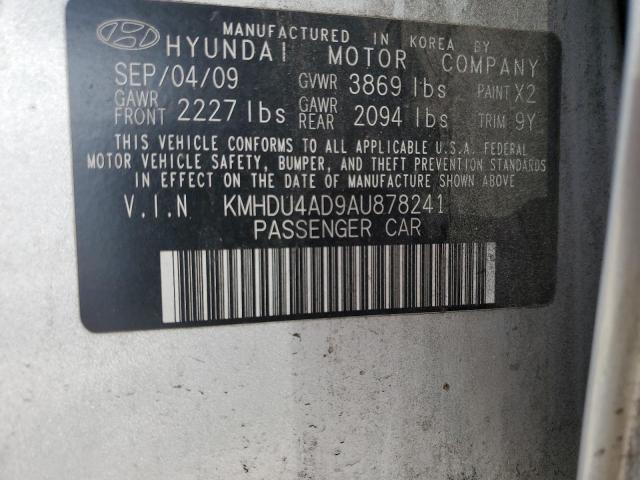 MANUFACTURED IN KOREA BY
HYUNDAI MOTOR COMPANY
SEP/04/09 GVWR 3869 lbs PAINT X2
GAWR FRONT 2227 lbs GAWR REAR 2094 lbs TRIM 9Y
THIS VEHICLE CONFORMS TO ALL APPLICABLE U.S.A. FEDERAL
MOTOR VEHICLE SAFETY, BUMPER, AND THEFT PREVENTION STANDARDS
IN EFFECT ON THE DATE OF MANUFACTURE SHOWN ABOVE.
V.I.N KMHDU4AD9AU878241
PASSENGER CAR